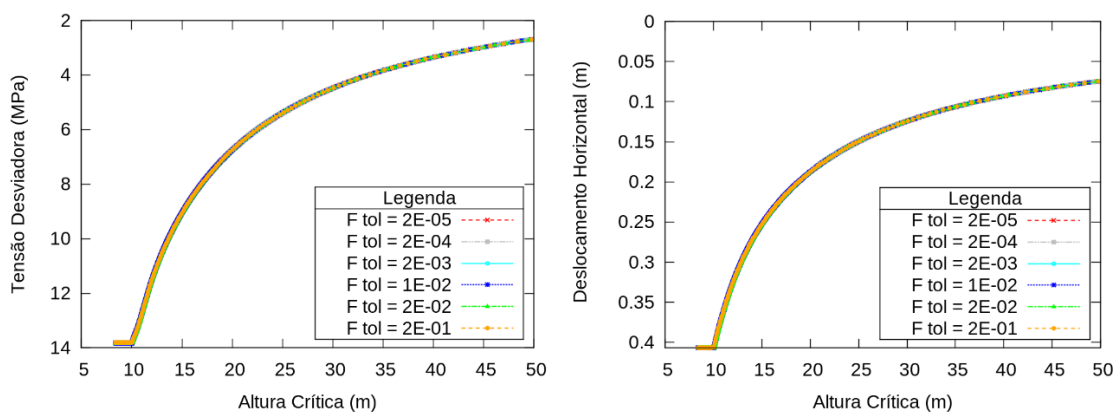 Tensão Desviadora (MPa)
2
4
6
8
10
12
14
5 10 15 20 25 30 35 40 45 50
Altura Crítica (m)
Legenda
F tol = 2E-05
F tol = 2E-04
F tol = 2E-03
F tol = 1E-02
F tol = 2E-02
F tol = 2E-01
Deslocamento Horizontal (m)
0
0.05
0.1
0.15
0.2
0.25
0.3
0.35
0.4
5 10 15 20 25 30 35 40 45 50
Altura Crítica (m)
Legenda
F tol = 2E-05
F tol = 2E-04
F tol = 2E-03
F tol = 1E-02
F tol = 2E-02
F tol = 2E-01